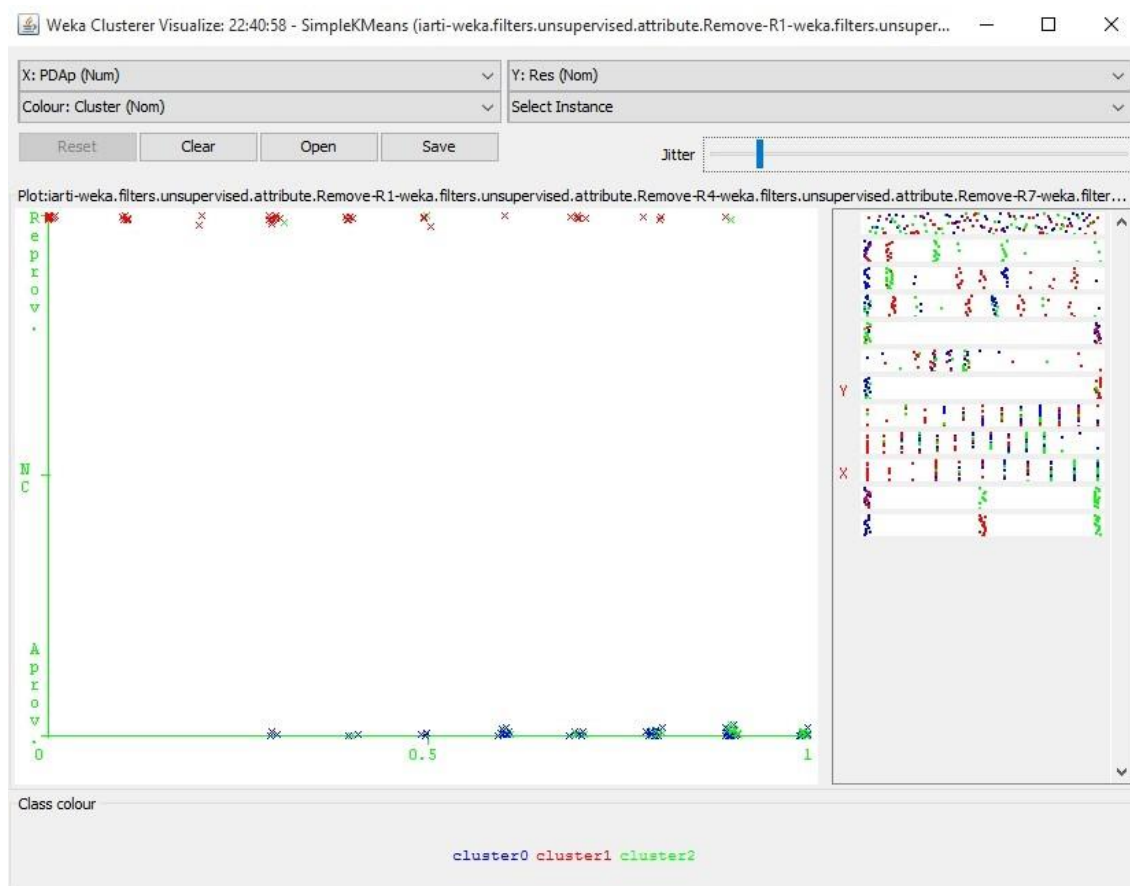 Weka Clusterer Visualize: 22:40:58 - SimpleKMeans (iarti-weka.filters.unsupervised.attribute.Remove-R1-weka.filters.unsuper...
X: PDAp (Num)
Y: Res (Nom)
Colour: Cluster (Nom)
Select Instance
Reset
Clear
Open
Save
Jitter
Plot:iarti-weka.filters.unsupervised.attribute.Remove-R1-weka.filters.unsupervised.attribute.Remove-R4-weka.filters.unsupervised.attribute.Remove-R7-weka.filter...
Reprov.
NC
Aprov.
0
0.5
1
Y
X
Class colour
cluster0 cluster1 cluster2